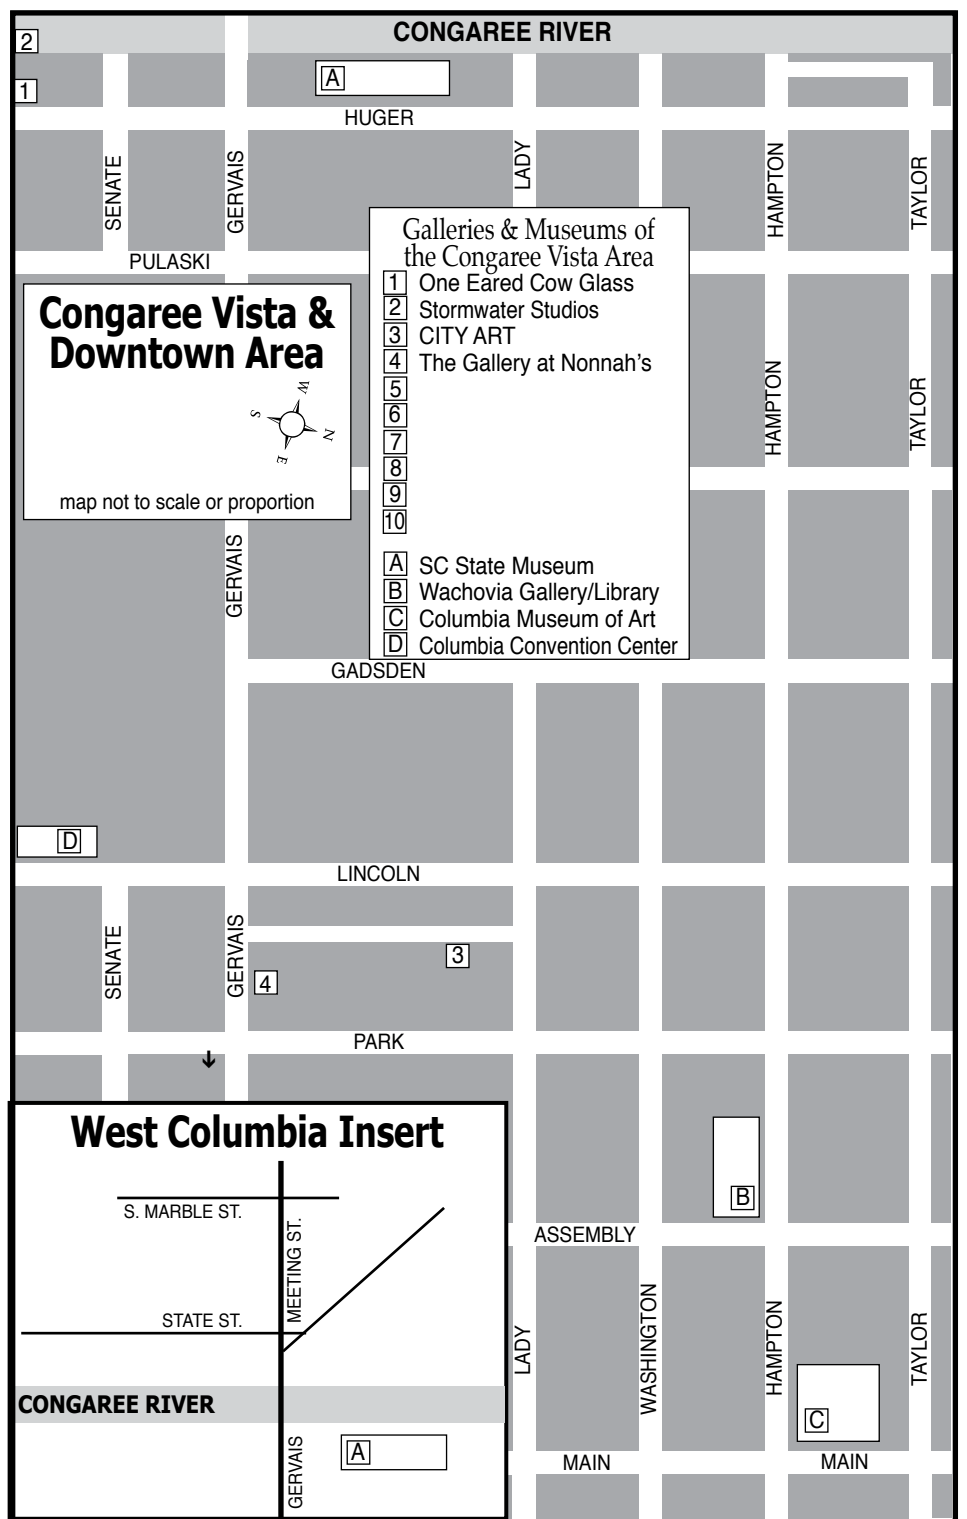 CONGAREE RIVER
2
A
1
HUGER
SENATE
GERVAIS
LADY
HAMPTON
TAYLOR
PULASKI
Galleries & Museums of
the Congaree Vista Area
1 One Eared Cow Glass
2 Stormwater Studios
3 CITY ART
4 The Gallery at Nonnah's
5
6
7
8
9
10
A SC State Museum
B Wachovia Gallery/Library
C Columbia Museum of Art
D Columbia Convention Center
Congaree Vista &
Downtown Area
W
S
N
E
map not to scale or proportion
HAMPTON
TAYLOR
GERVAIS
GADSDEN
D
LINCOLN
SENATE
GERVAIS
3
4
PARK
West Columbia Insert
S. MARBLE ST.
MEETING ST.
STATE ST.
CONGAREE RIVER
GERVAIS
A
B
ASSEMBLY
LADY
WASHINGTON
HAMPTON
TAYLOR
C
MAIN
MAIN